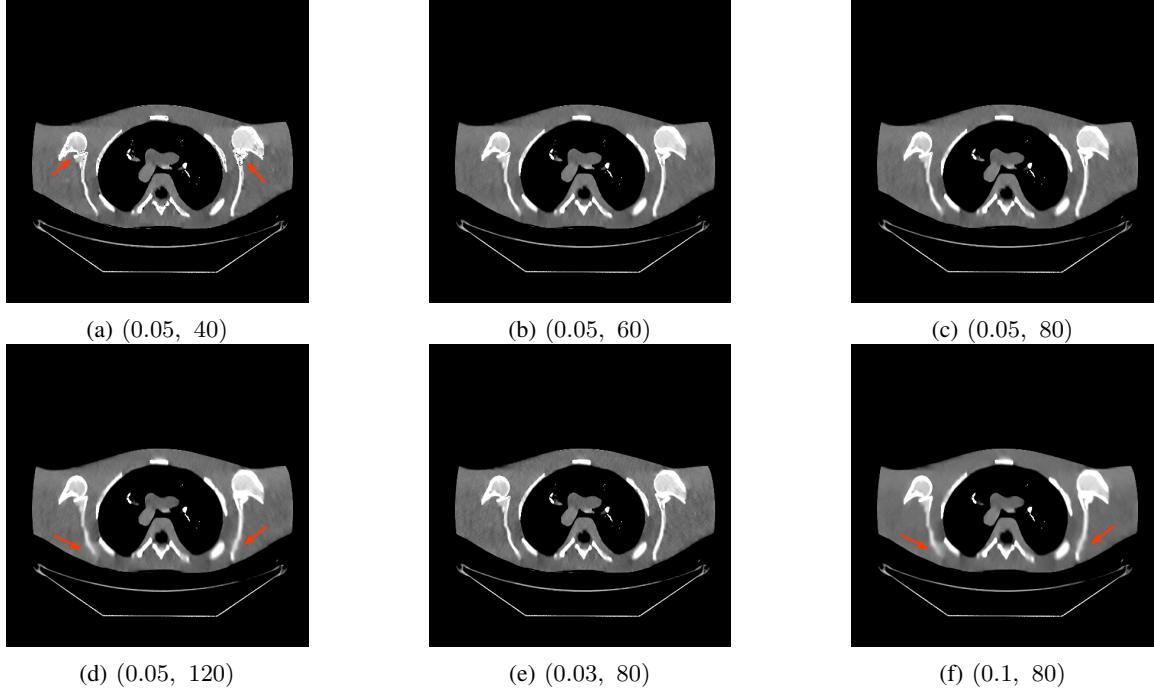 (a) (0.05, 40)
(b) (0.05, 60)
(c) (0.05, 80)
(d) (0.05, 120)
(e) (0.03, 80)
(f) (0.1, 80)